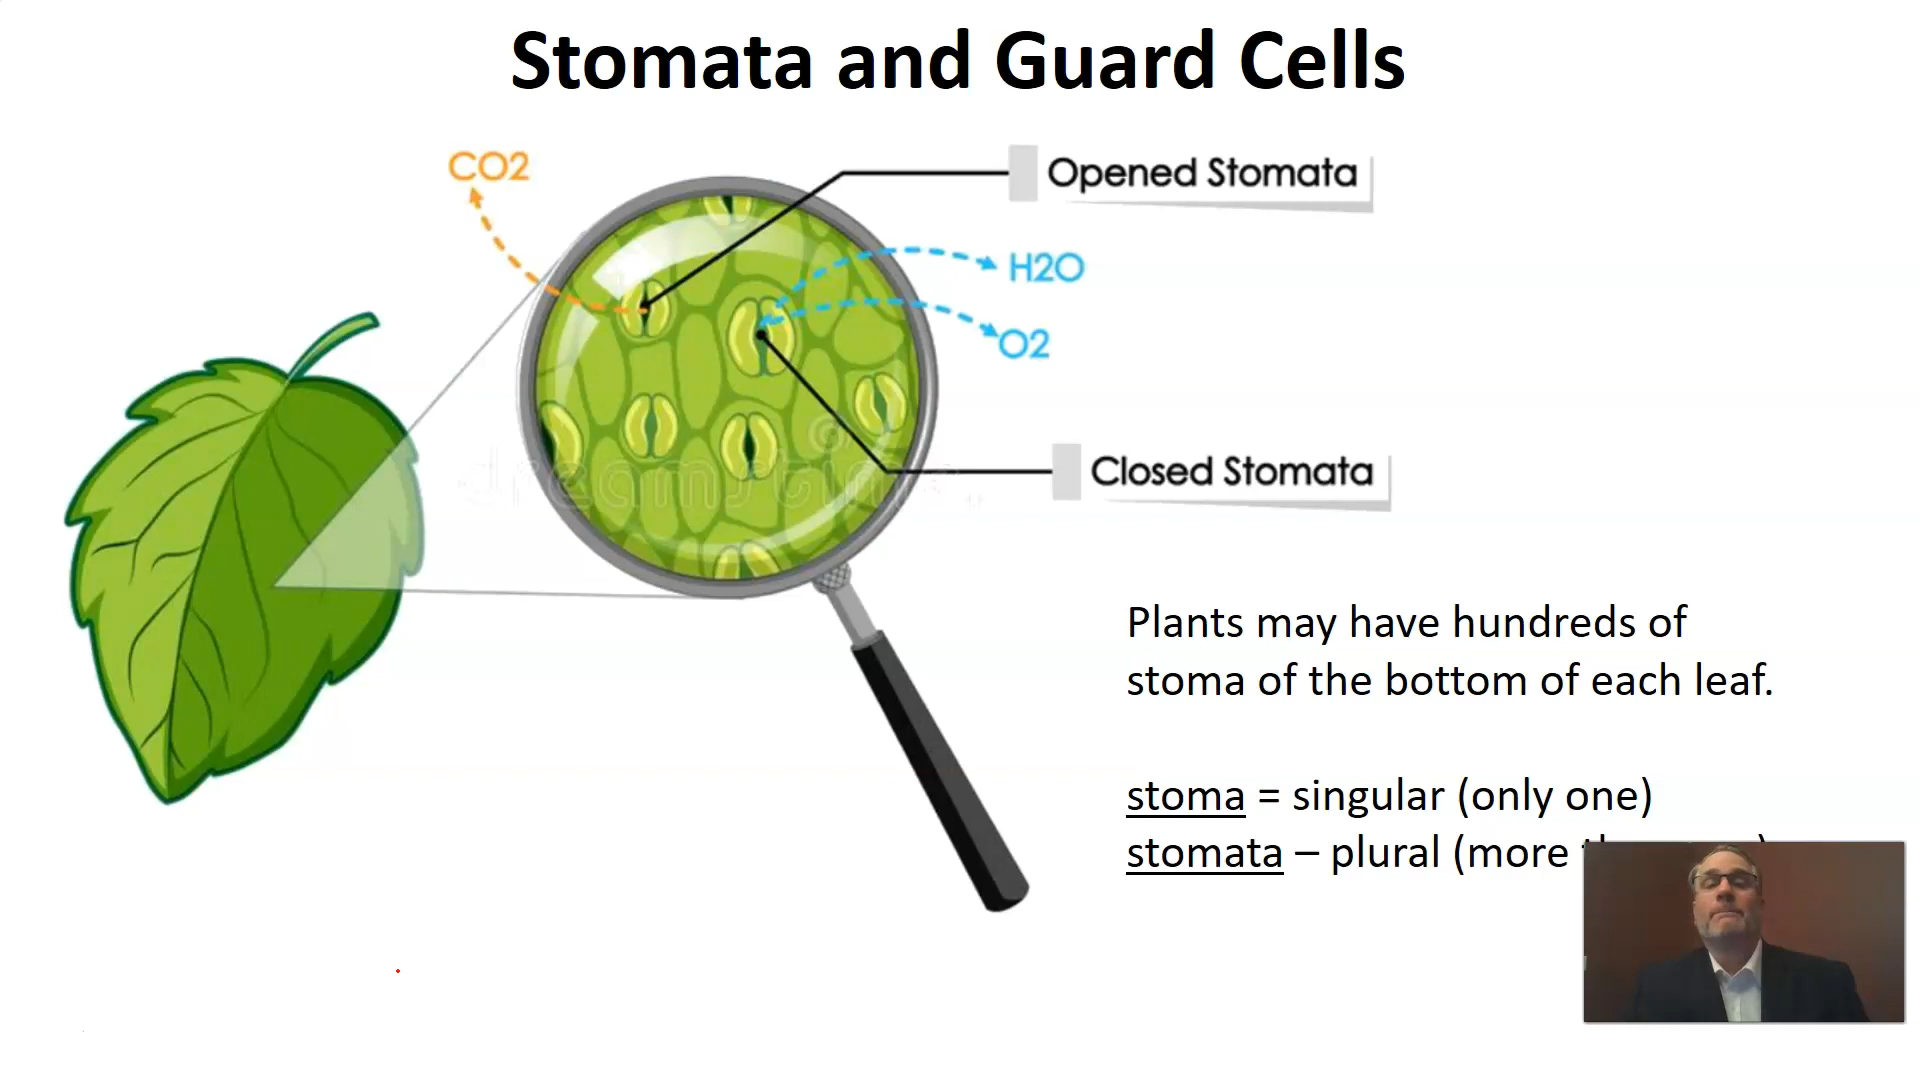 Stomata and Guard Cells
CO2
Opened Stomata
H2O
O2
Closed Stomata
dreamstime.
Plants may have hundreds of
stoma of the bottom of each leaf.
stoma = singular (only one)
stomata – plural (more